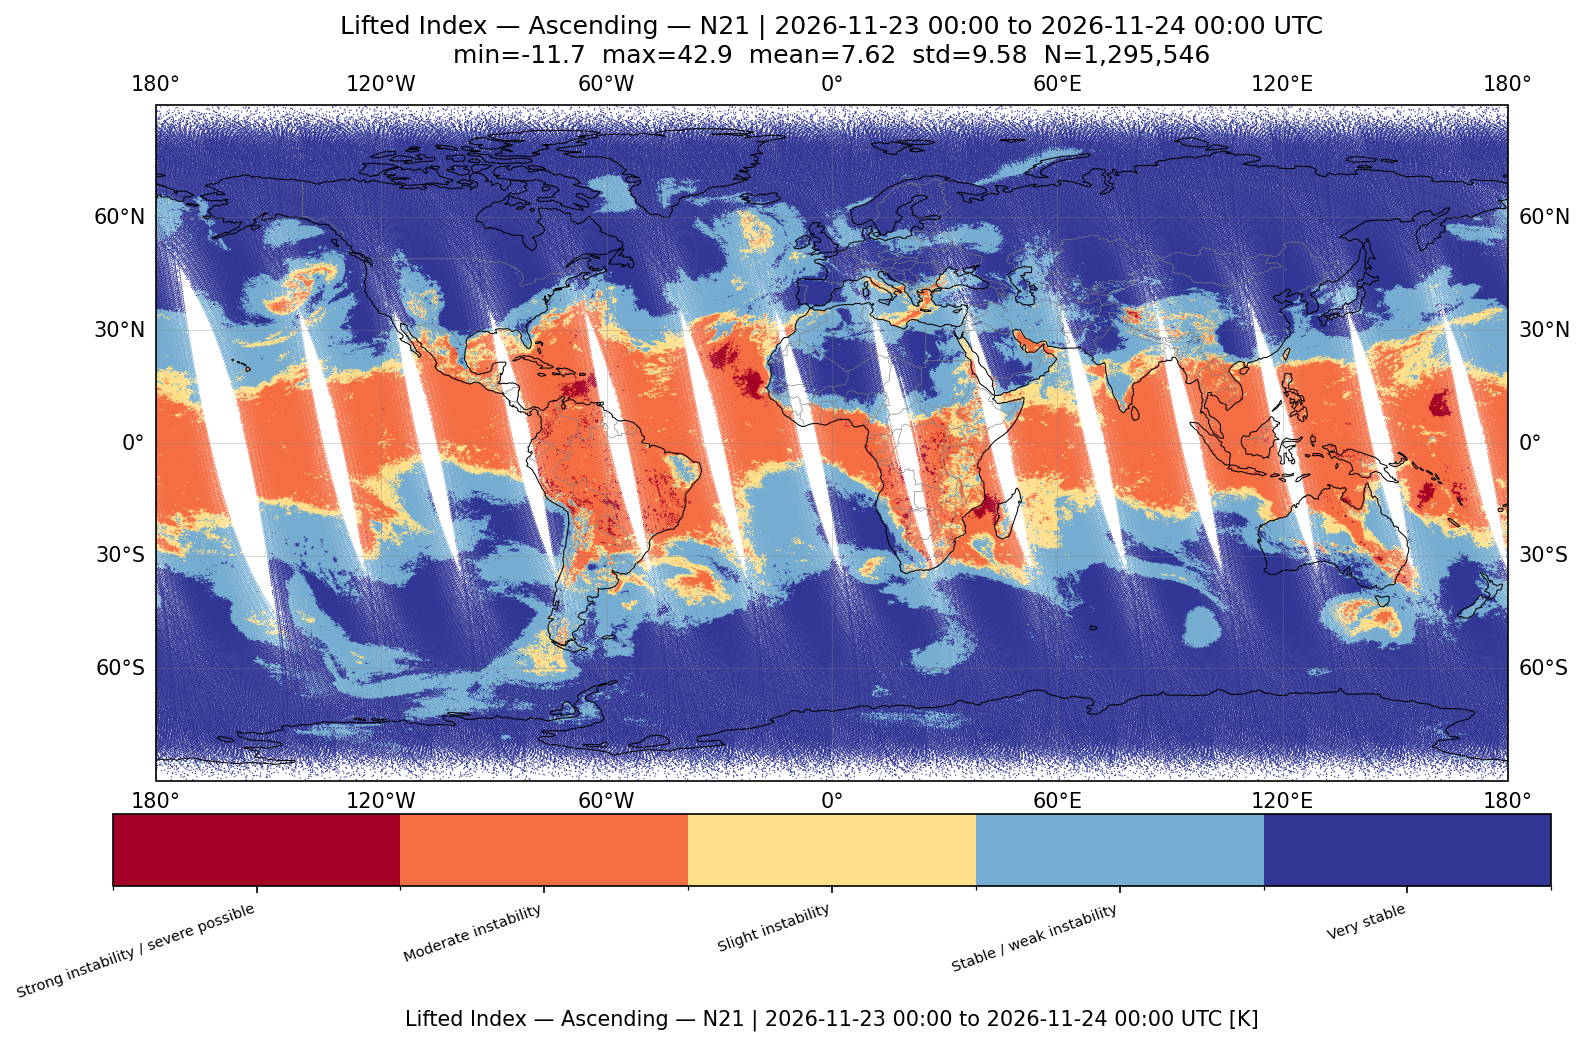 Lifted Index — Ascending — N21 | 2026-11-23 00:00 to 2026-11-24 00:00 UTC
min=-11.7 max=42.9 mean=7.62 std=9.58 N=1,295,546
180° 120°W 60°W 0° 60°E 120°E 180°
60°N 60°N
30°N 30°N
0° 0°
30°S 30°S
60°S 60°S
180° 120°W 60°W 0° 60°E 120°E 180°
Strong instability / severe possible
Moderate instability
Slight instability
Stable / weak instability
Very stable
Lifted Index — Ascending — N21 | 2026-11-23 00:00 to 2026-11-24 00:00 UTC [K]